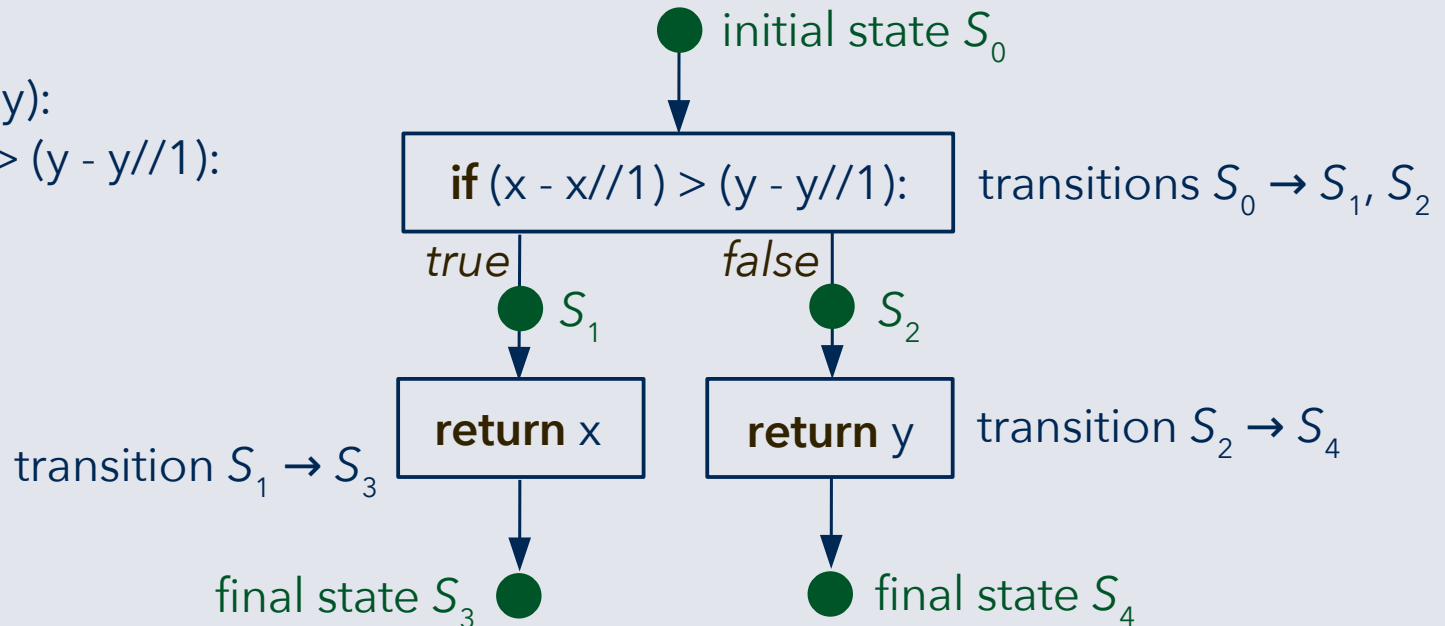 initial state S₀
y):
> (y - y//1):
if (x - x//1) > (y - y//1):
transitions S₀ → S₁, S₂
true
false
S₁
S₂
return x
return y
transition S₂ → S₄
transition S₁ → S₃
final state S₃
final state S₄